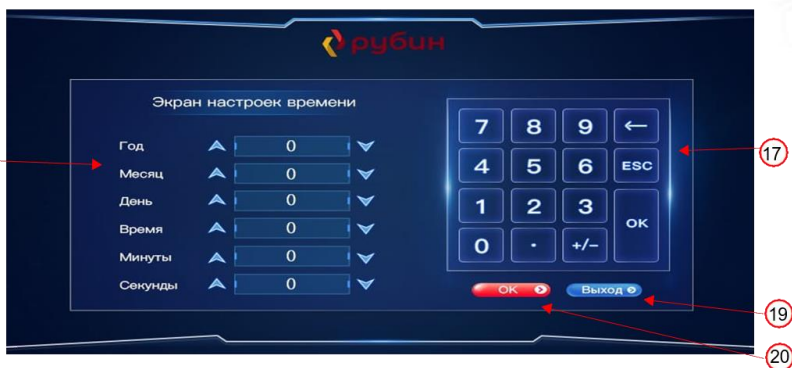 рубин
Экран настроек времени
Год 0
Месяц 0
День 0
Время 0
Минуты 0
Секунды 0
7 8 9 ←
4 5 6 ESC
1 2 3 OK
0 · +/−
OK
Выход
17
19
20